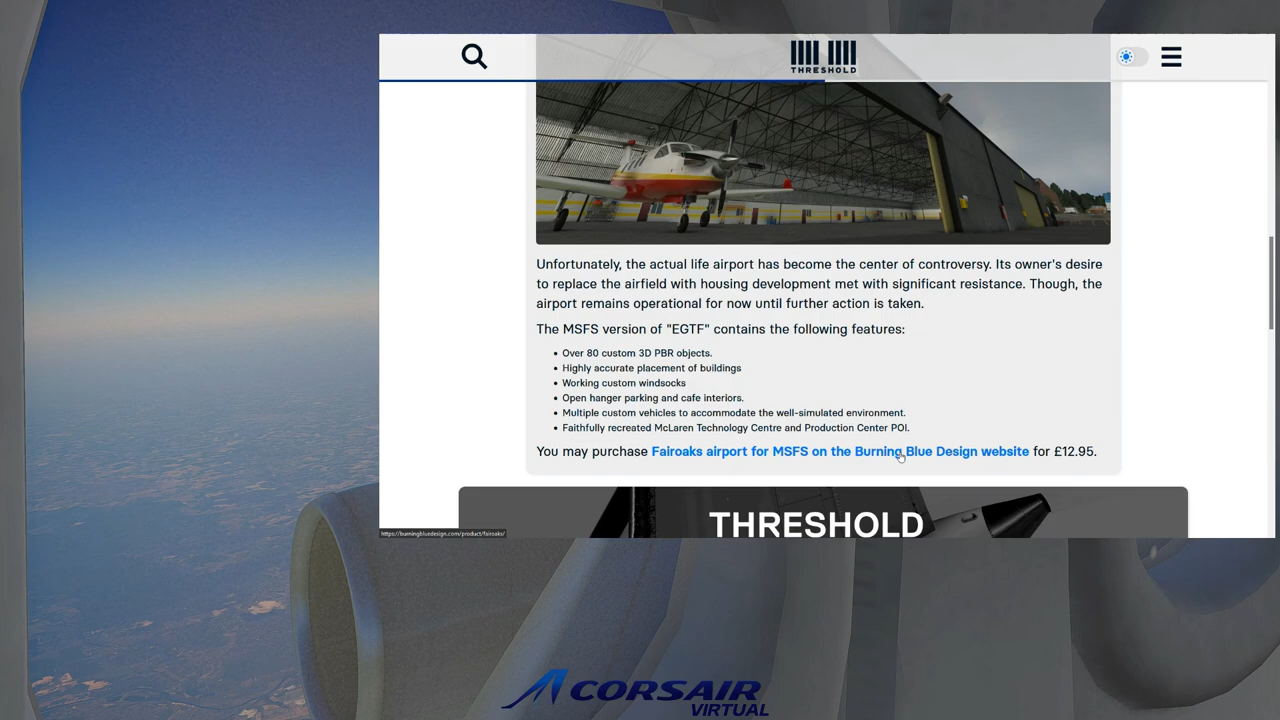 THRESHOLD
Unfortunately, the actual life airport has become the center of controversy. Its owner's desire
to replace the airfield with housing development met with significant resistance. Though, the
airport remains operational for now until further action is taken.
The MSFS version of "EGTF" contains the following features:
• Over 80 custom 3D PBR objects.
• Highly accurate placement of buildings
• Working custom windsocks
• Open hanger parking and cafe interiors.
• Multiple custom vehicles to accommodate the well-simulated environment.
• Faithfully recreated McLaren Technology Centre and Production Center POI.
You may purchase Fairoaks airport for MSFS on the Burning Blue Design website for £12.95.
THRESHOLD
https://burningbluedesign.com/product/fairoaks/
CORSAIR
VIRTUAL